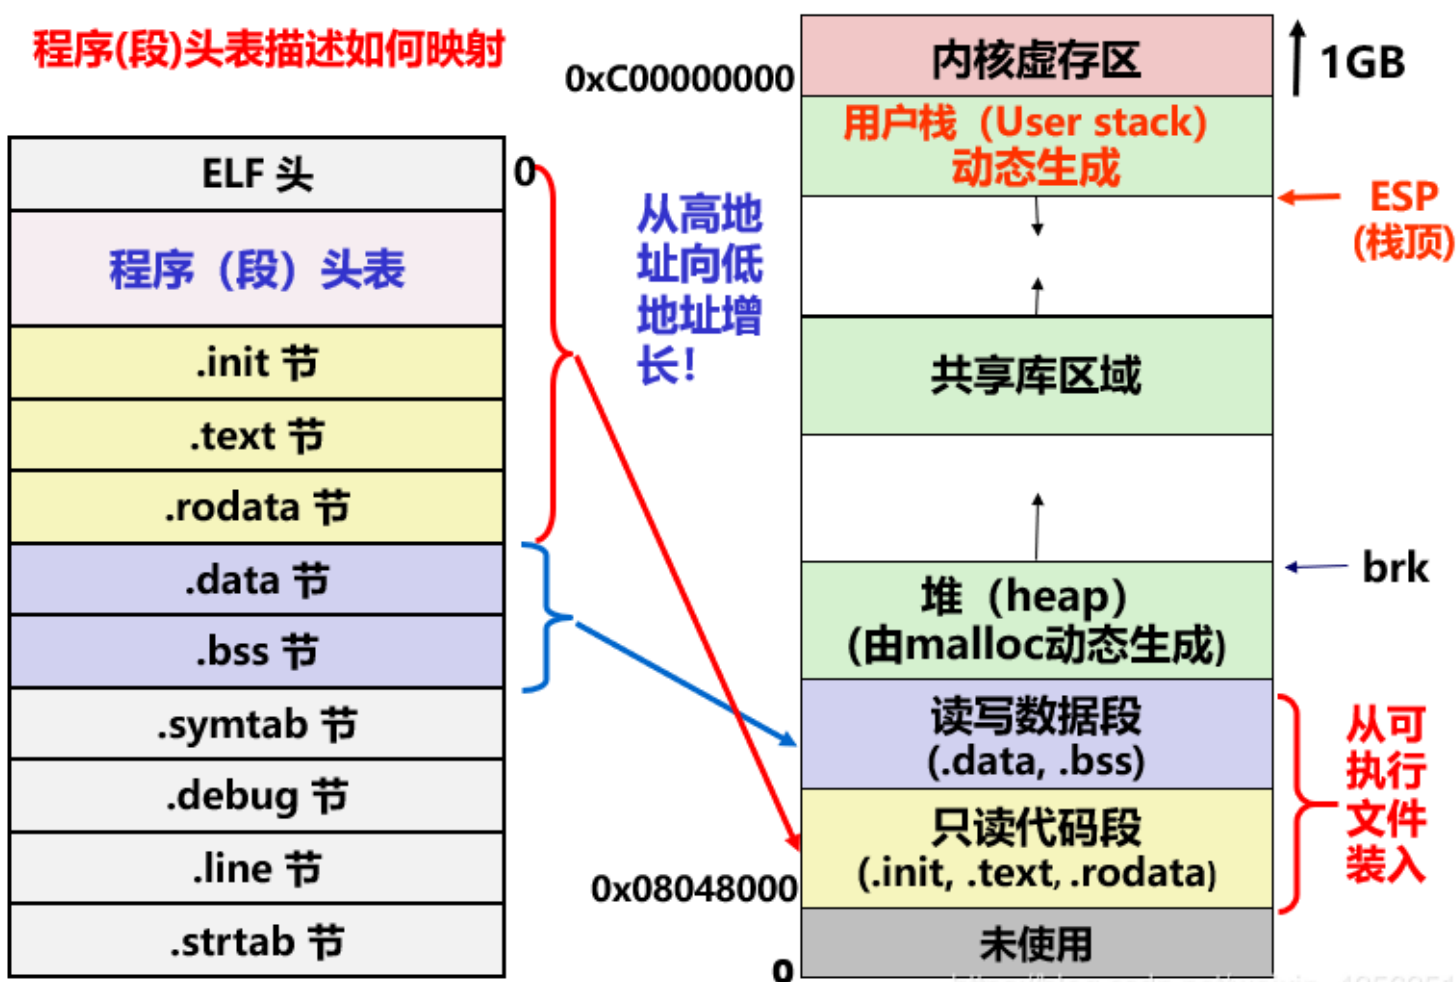 程序(段)头表描述如何映射
ELF 头
0
程序（段）头表
.init 节
.text 节
.rodata 节
.data 节
.bss 节
.symtab 节
.debug 节
.line 节
.strtab 节
从高地
址向低
地址增
长！
0xC00000000
内核虚存区
1GB
用户栈（User stack）
动态生成
ESP
(栈顶)
共享库区域
brk
堆（heap）
(由malloc动态生成)
读写数据段
(.data, .bss)
只读代码段
(.init, .text, .rodata)
0x08048000
未使用
0
从可
执行
文件
装入